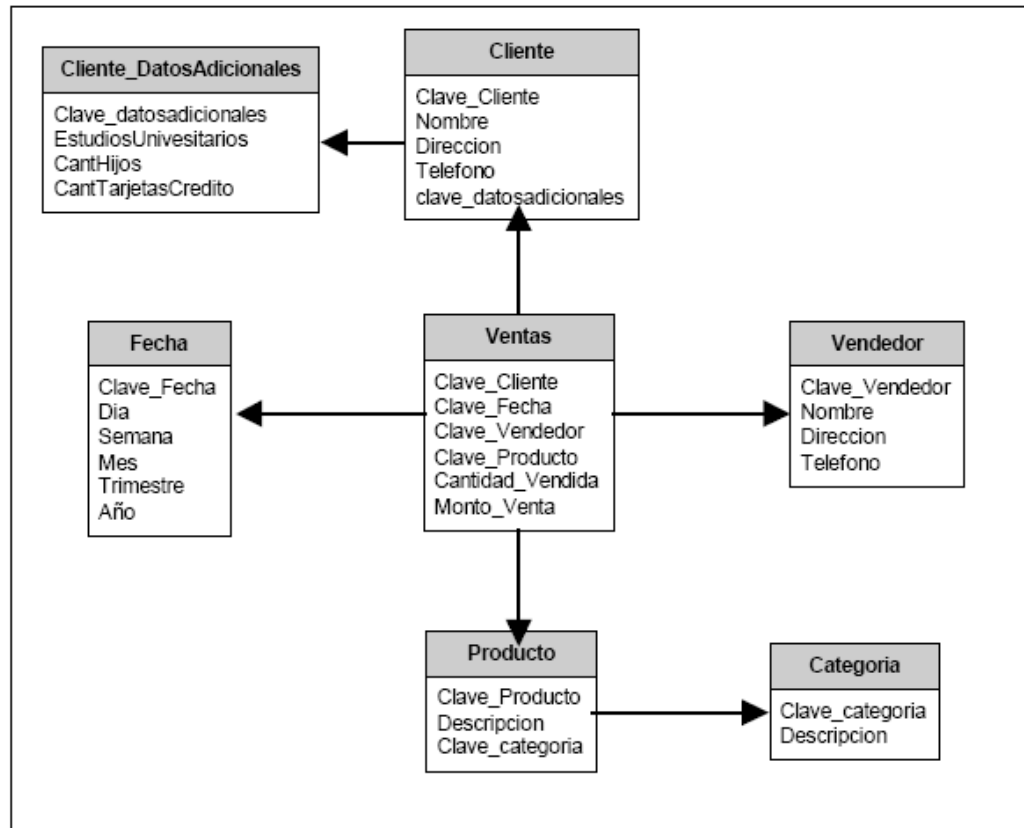 Cliente_DatosAdicionales
Clave_datosadicionales
EstudiosUnivesitarios
CantHijos
CantTarjetasCredito
Cliente
Clave_Cliente
Nombre
Direccion
Telefono
clave_datosadicionales
Fecha
Clave_Fecha
Dia
Semana
Mes
Trimestre
Año
Ventas
Clave_Cliente
Clave_Fecha
Clave_Vendedor
Clave_Producto
Cantidad_Vendida
Monto_Venta
Vendedor
Clave_Vendedor
Nombre
Direccion
Telefono
Producto
Clave_Producto
Descripcion
Clave_categoria
Categoria
Clave_categoria
Descripcion